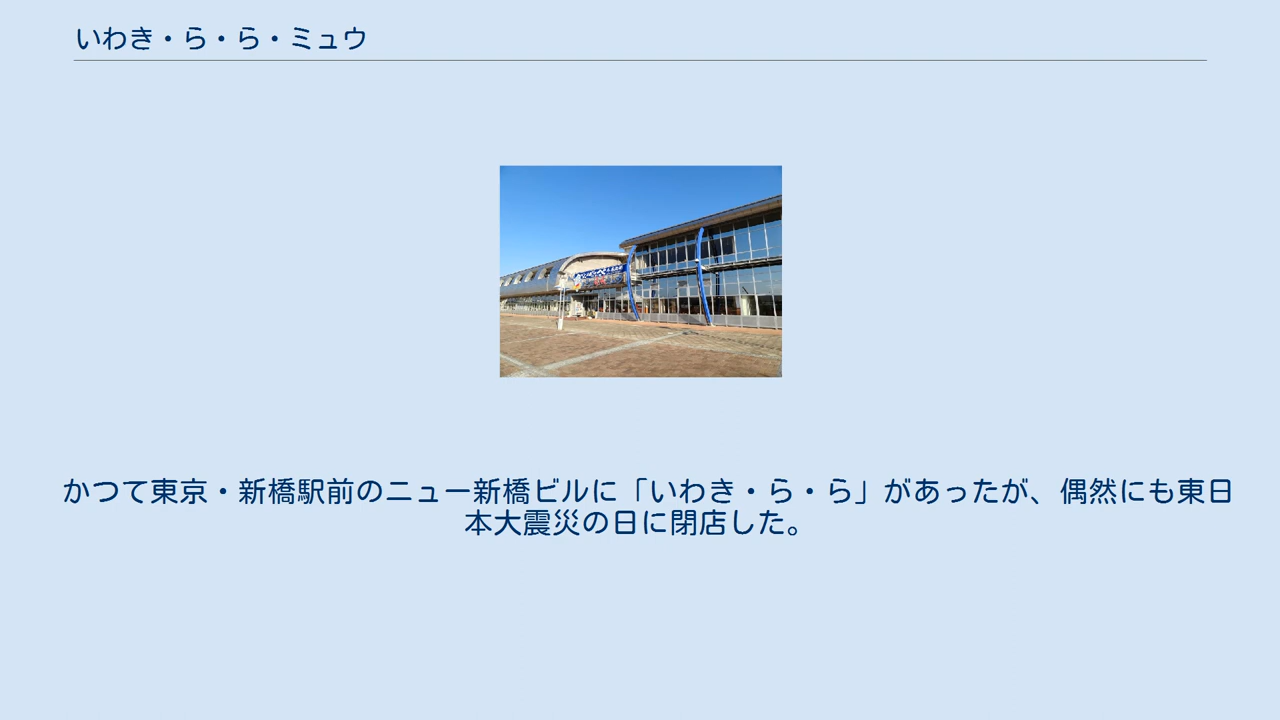 いわき・ら・ら・ミュウ
かつて東京・新橋駅前のニュー新橋ビルに「いわき・ら・ら」があったが、偶然にも東日
本大震災の日に閉店した。